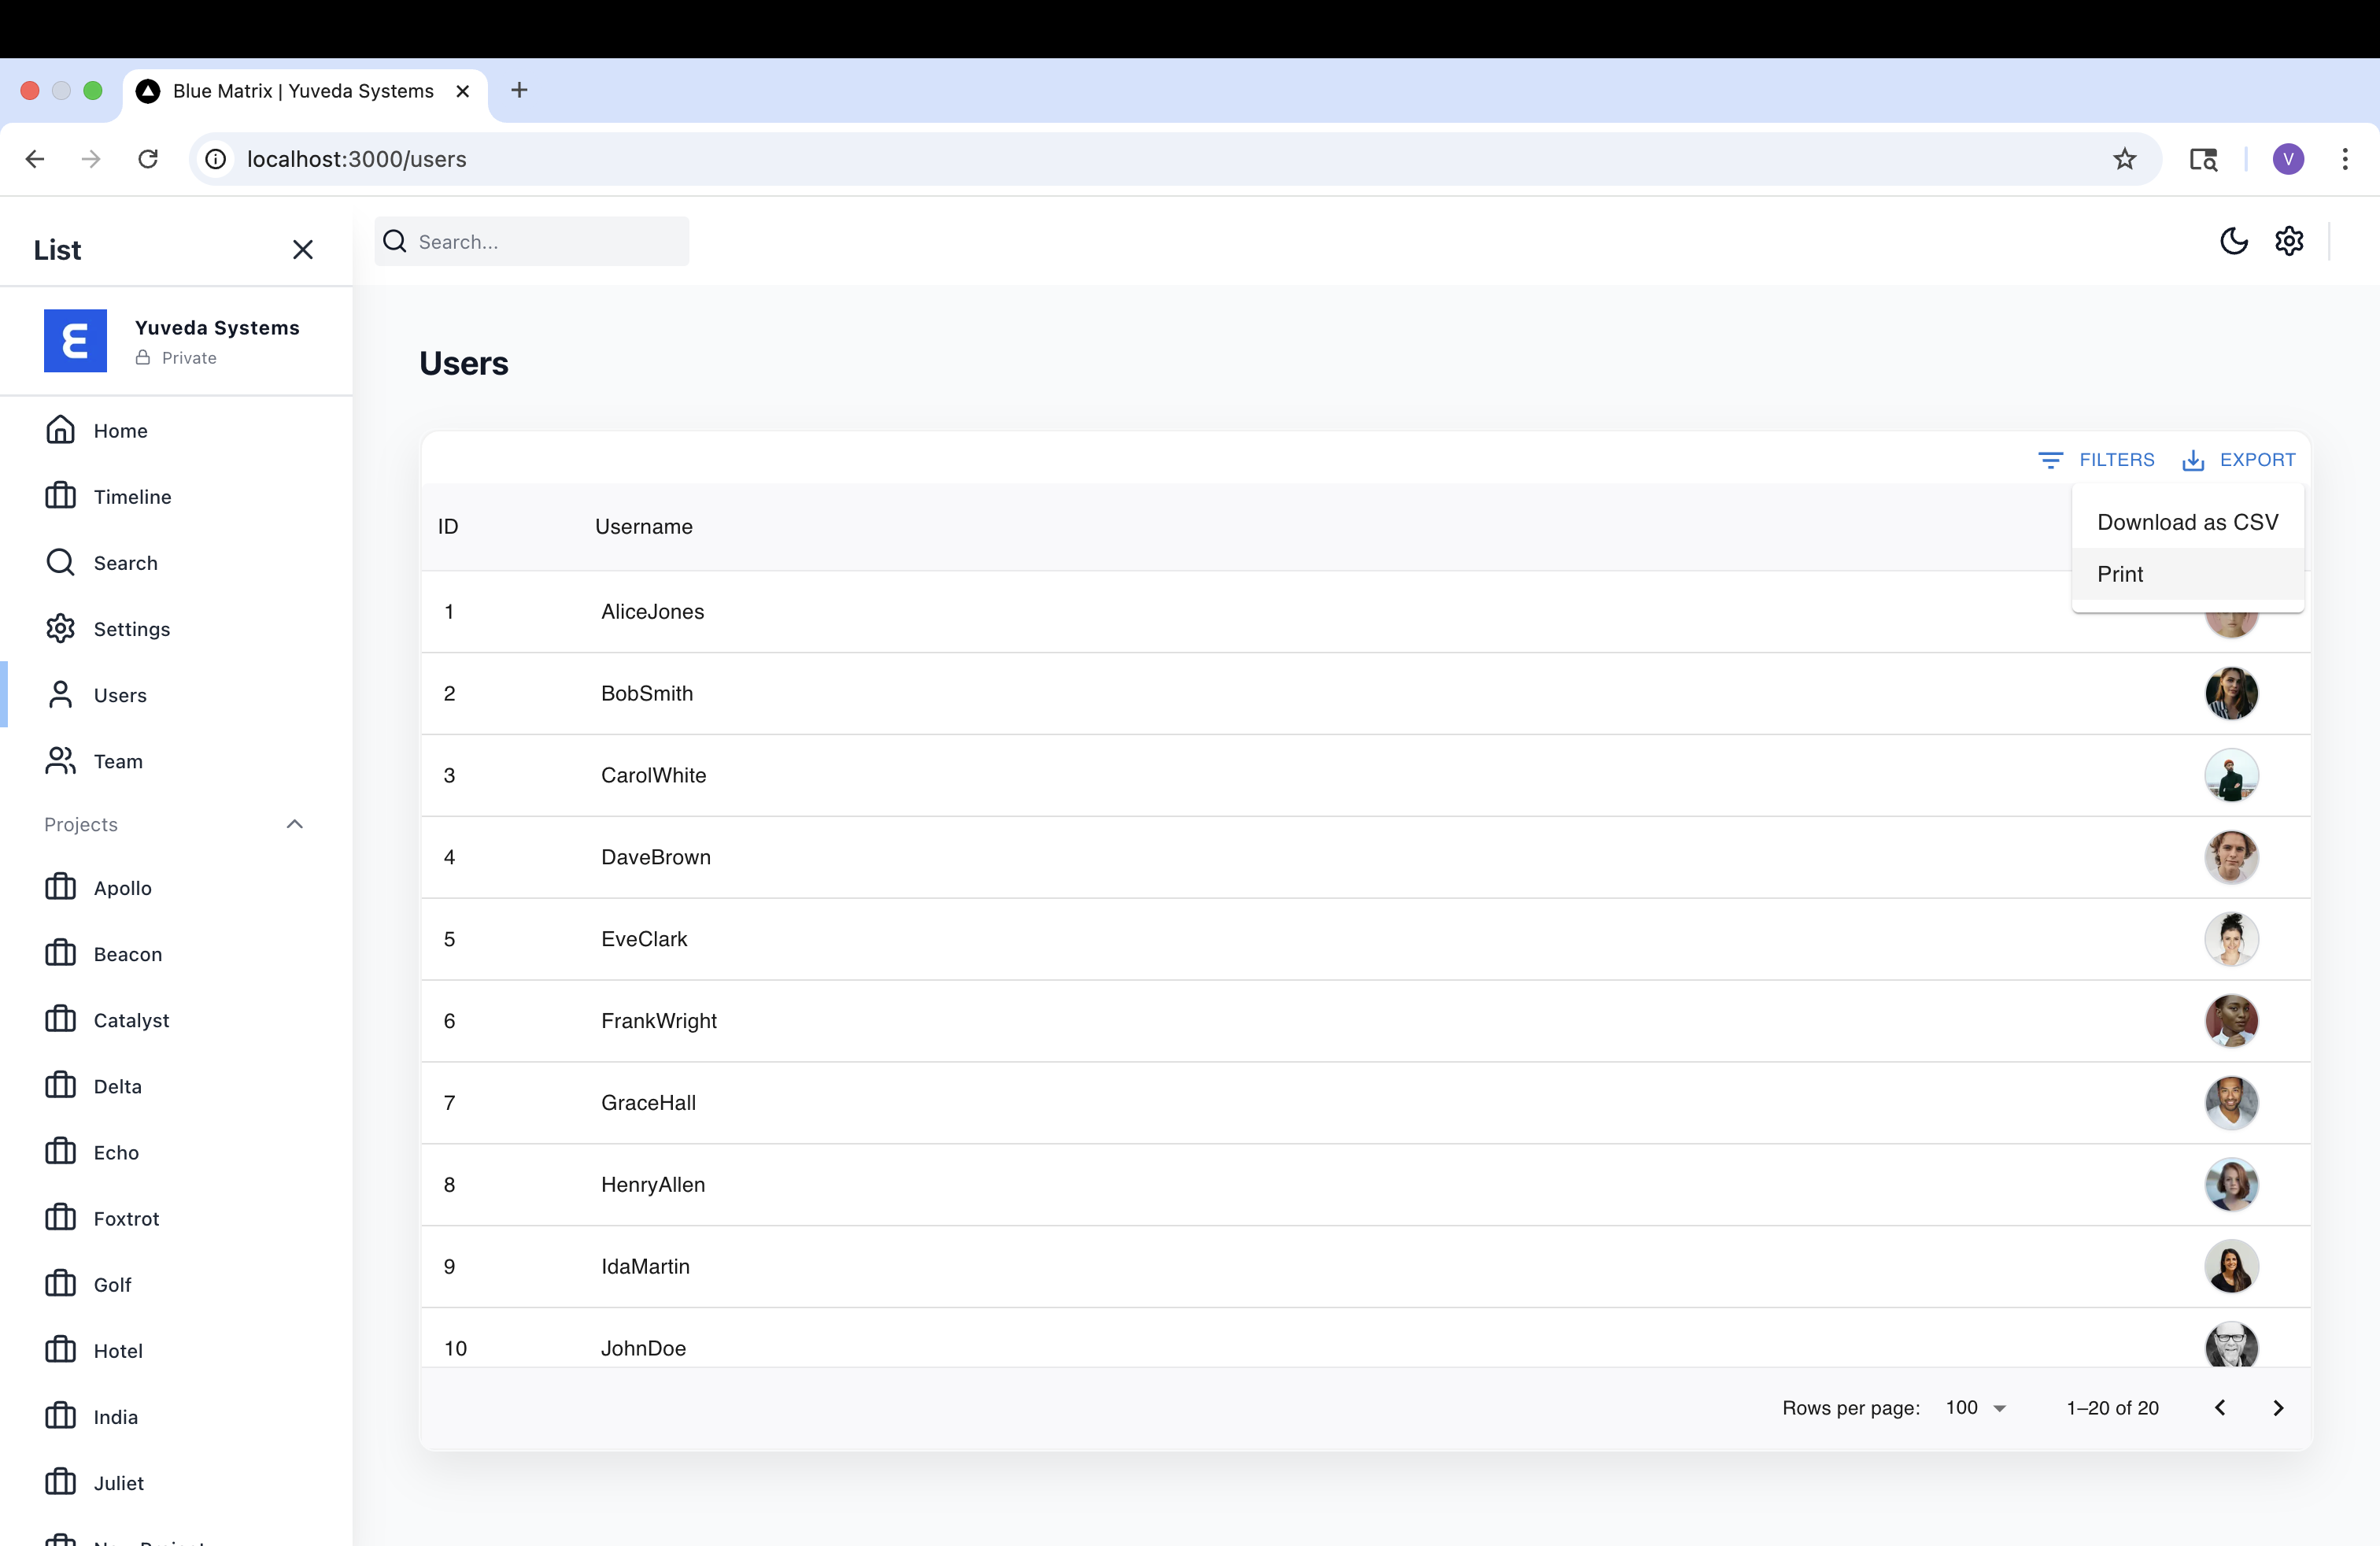 Blue Matrix | Yuveda Systems
localhost:3000/users
V
List
Search...
Yuveda Systems
Private
Home
Timeline
Search
Settings
Users
Team
Projects
Apollo
Beacon
Catalyst
Delta
Echo
Foxtrot
Golf
Hotel
India
Juliet
Users
FILTERS EXPORT
Download as CSV
Print
ID Username
1 AliceJones
2 BobSmith
3 CarolWhite
4 DaveBrown
5 EveClark
6 FrankWright
7 GraceHall
8 HenryAllen
9 IdaMartin
10 JohnDoe
Rows per page: 100 1–20 of 20